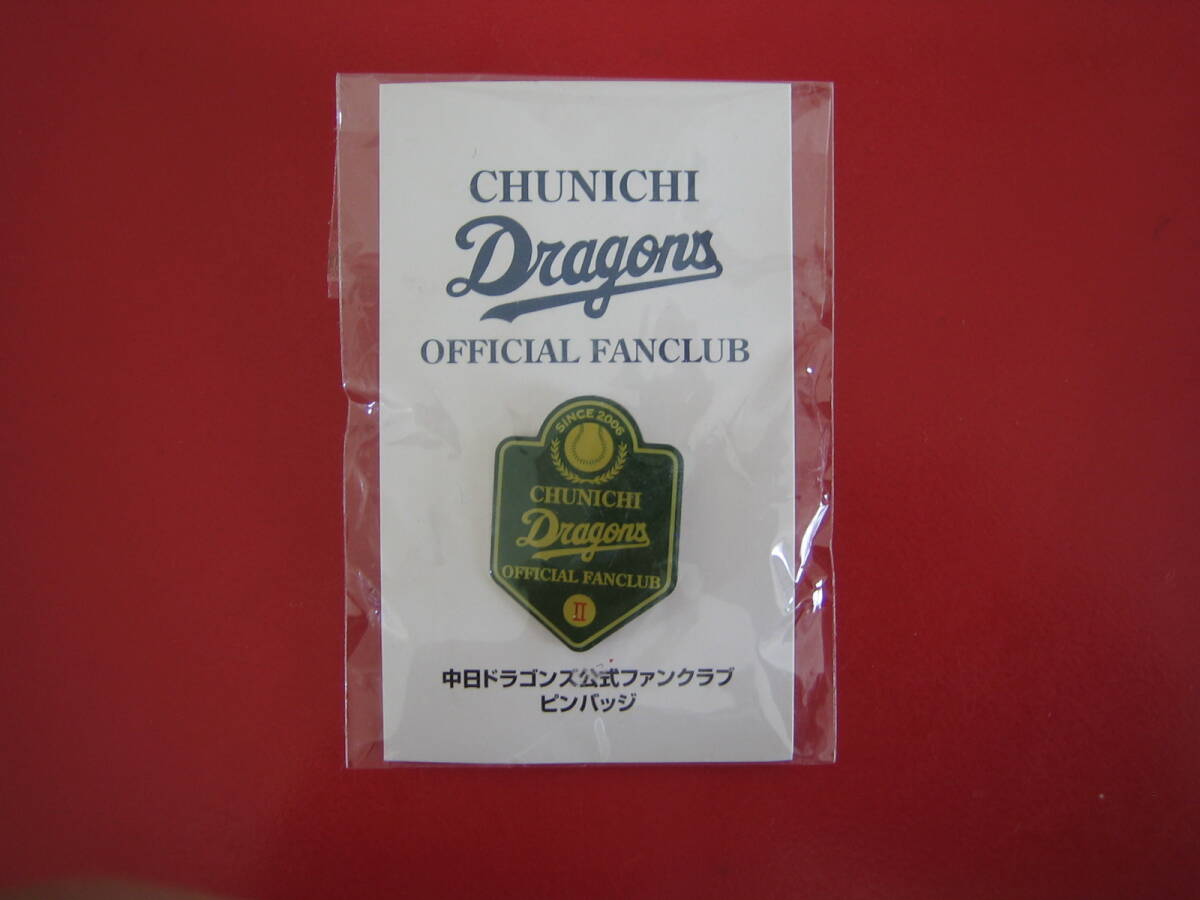 CHUNICHI
Dragons
OFFICIAL FANCLUB
SINCE 2006
CHUNICHI
Dragons
OFFICIAL FANCLUB
II
中日ドラゴンズ公式ファンクラブ
ピンバッジ